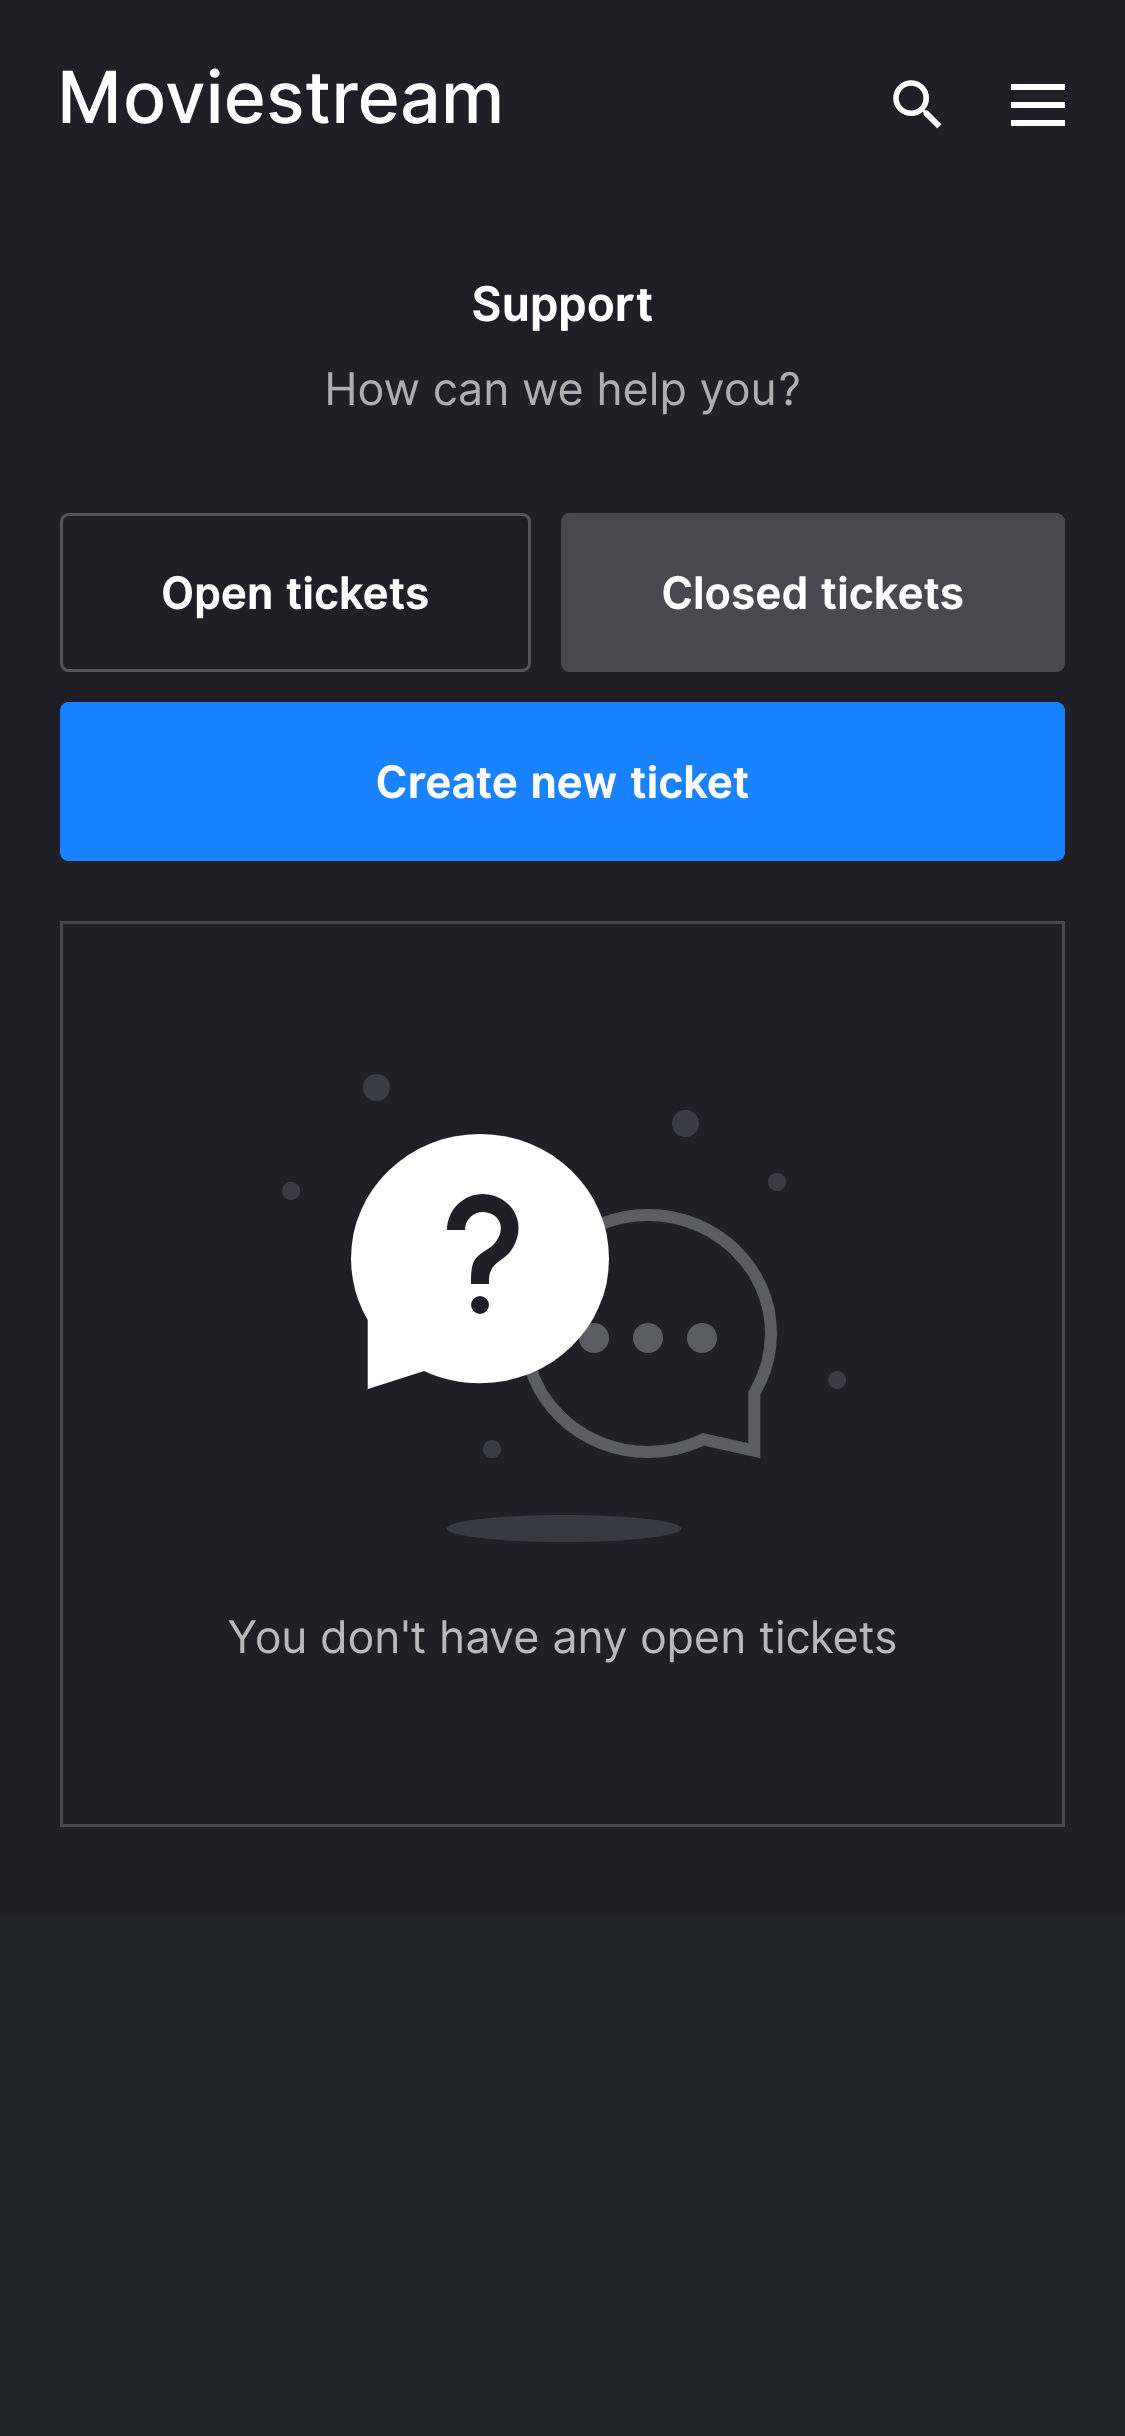 Moviestream
Support
How can we help you?
Open tickets
Closed tickets
Create new ticket
?
You don't have any open tickets